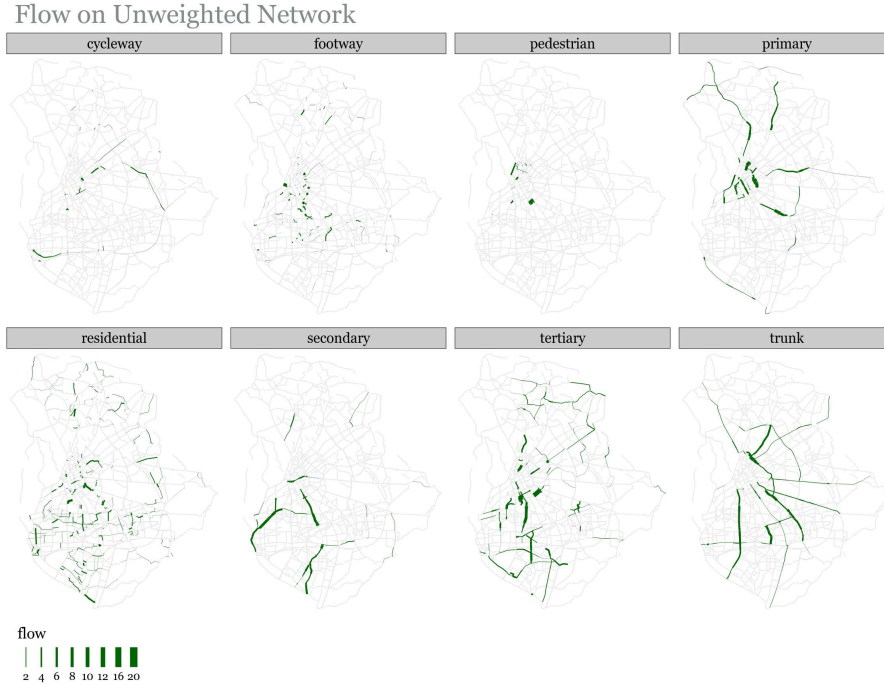 Flow on Unweighted Network
cycleway footway pedestrian primary
residential secondary tertiary trunk
flow
2 4 6 8 10 12 16 20